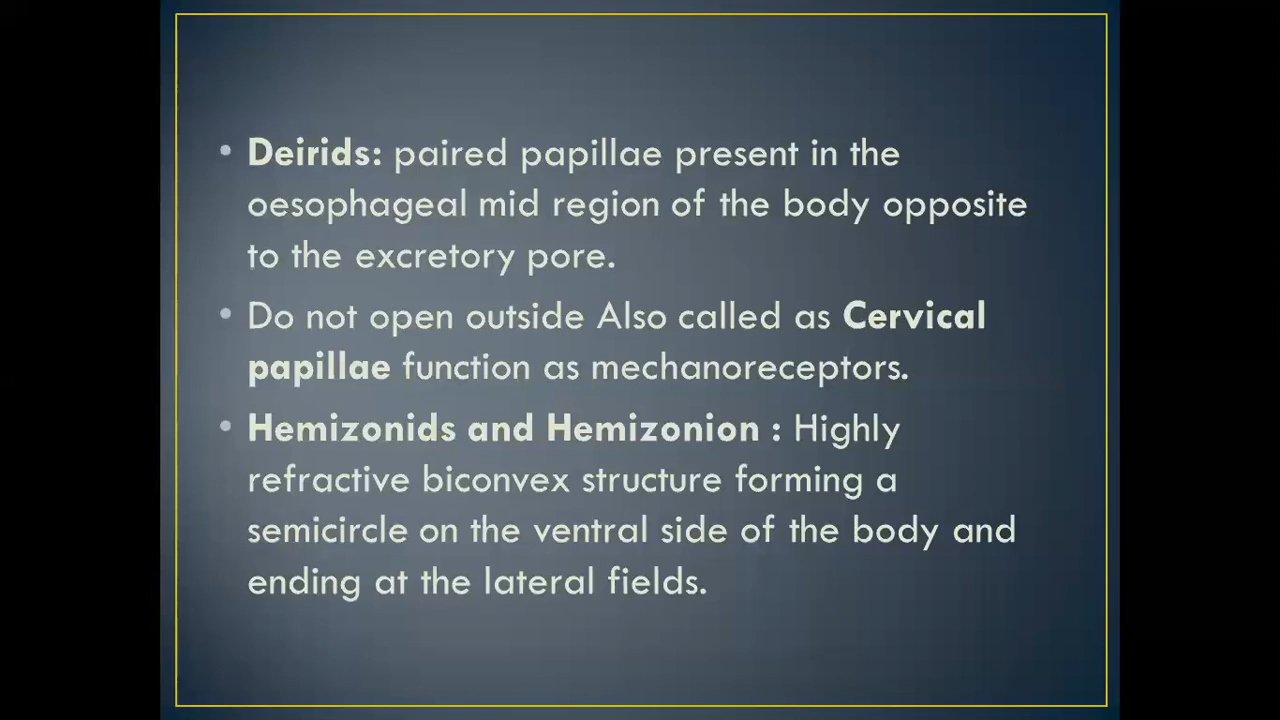 • Deirids: paired papillae present in the
oesophageal mid region of the body opposite
to the excretory pore.
• Do not open outside Also called as Cervical
papillae function as mechanoreceptors.
• Hemizonids and Hemizonion : Highly
refractive biconvex structure forming a
semicircle on the ventral side of the body and
ending at the lateral fields.